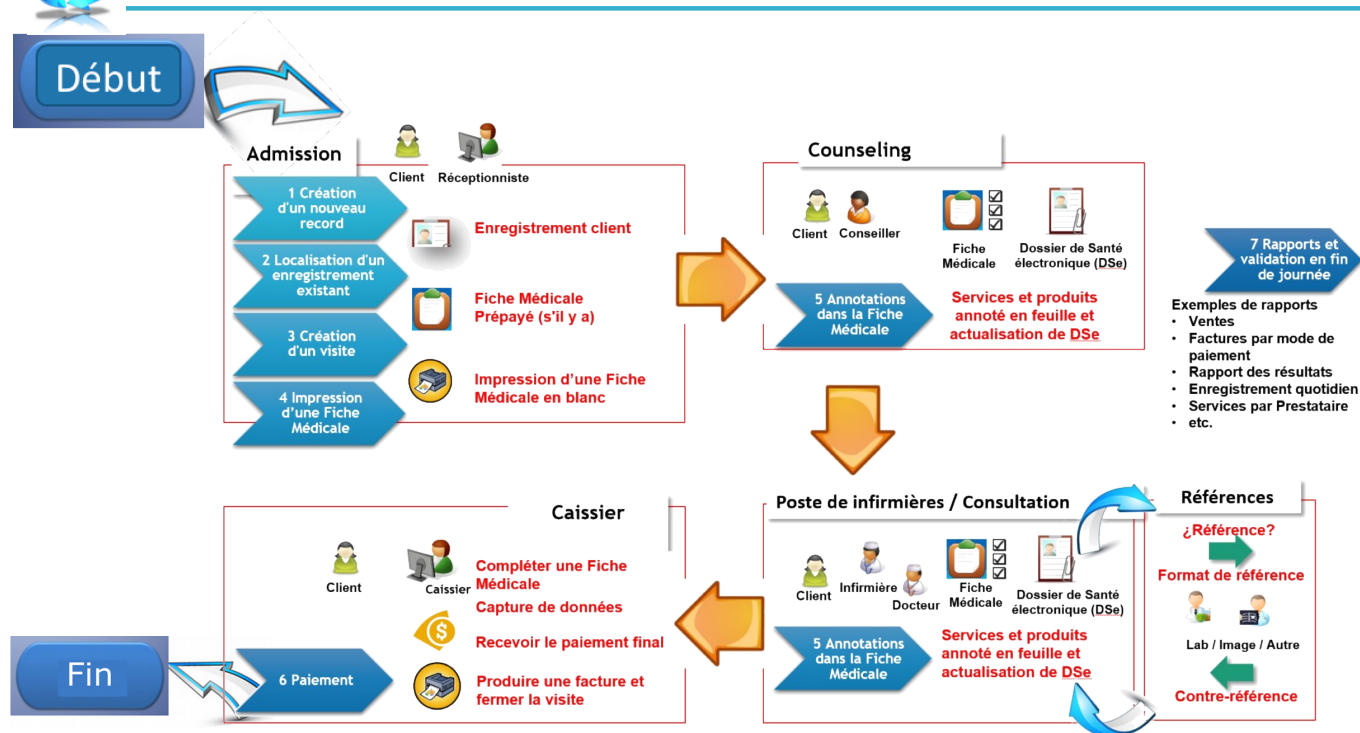 Début
Admission
Client
Réceptionniste
1 Création
d'un nouveau
record
2 Localisation d'un
enregistrement
existant
3 Création
d'un visite
4 Impression
d'une Fiche
Médicale
Enregistrement client
Fiche Médicale
Prépayé (s'il y a)
Impression d’une Fiche
Médicale en blanc
Counseling
Client
Conseiller
Fiche
Médicale
Dossier de Santé
électronique (DSe)
5 Annotations
dans la Fiche
Médicale
Services et produits
annoté en feuille et
actualisation de DSe
7 Rapports et
validation en fin
de journée
Exemples de rapports
• Ventes
• Factures par mode de
paiement
• Rapport des résultats
• Enregistrement quotidien
• Services par Prestataire
• etc.
Poste de infirmières / Consultation
Client
Infirmière
Docteur
Fiche
Médicale
Dossier de Santé
électronique (DSe)
5 Annotations
dans la Fiche
Médicale
Services et produits
annoté en feuille et
actualisation de DSe
Références
¿Référence?
Format de référence
Lab / Image / Autre
Contre-référence
Caissier
Client
Caissier
Compléter une Fiche
Médicale
Capture de données
Recevoir le paiement final
Produire une facture et
fermer la visite
6 Paiement
Fin